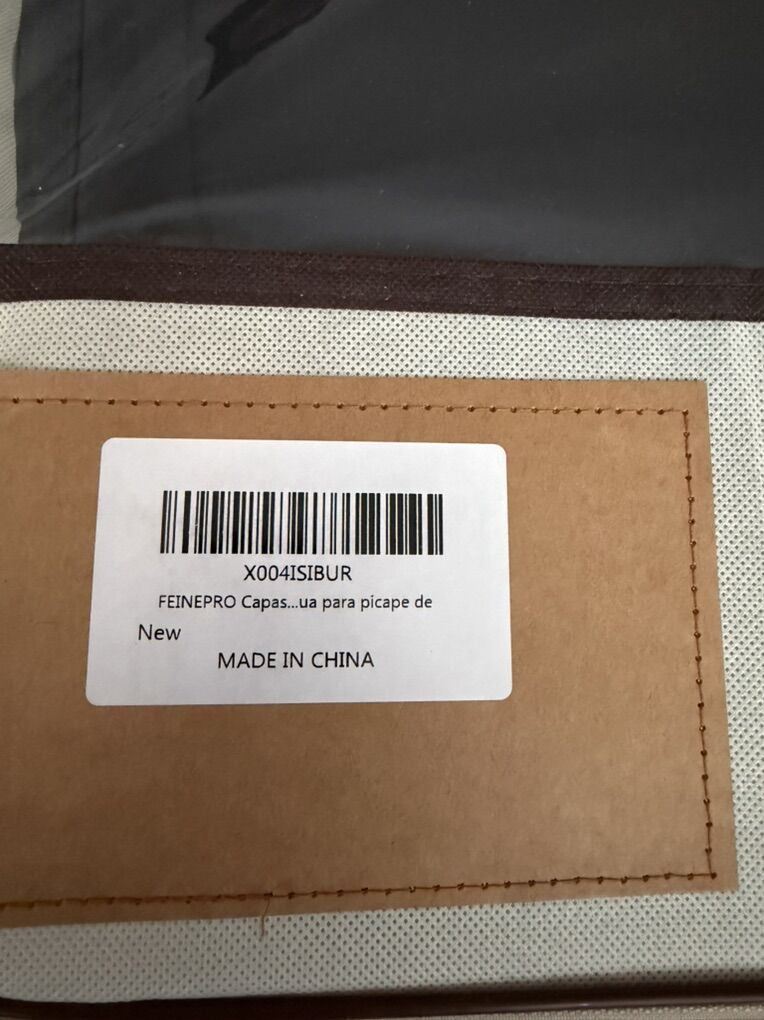 X004ISIBUR
FEINEPRO Capas...ua para picape de
New
MADE IN CHINA